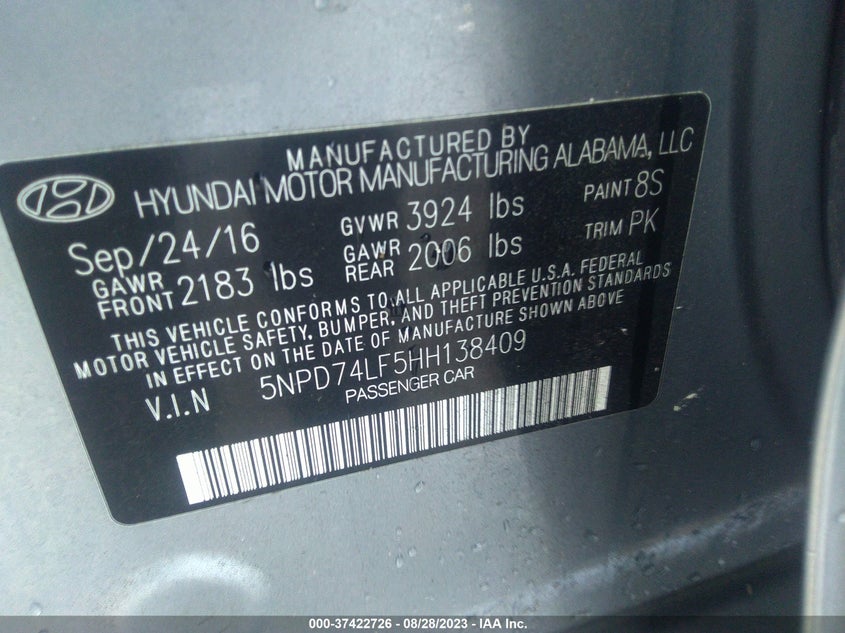 MANUFACTURED BY
HYUNDAI MOTOR MANUFACTURING ALABAMA, LLC
Sep/24/16 GVWR 3924 lbs PAINT 8S
GAWR FRONT 2183 lbs GAWR REAR 2006 lbs TRIM PK
THIS VEHICLE CONFORMS TO ALL APPLICABLE U.S.A. FEDERAL
MOTOR VEHICLE SAFETY, BUMPER, AND THEFT PREVENTION STANDARDS
IN EFFECT ON THE DATE OF MANUFACTURE SHOWN ABOVE
V.I.N 5NPD74LF5HH138409
PASSENGER CAR
000-37422726 | 08/28/2023 | IAA Inc.